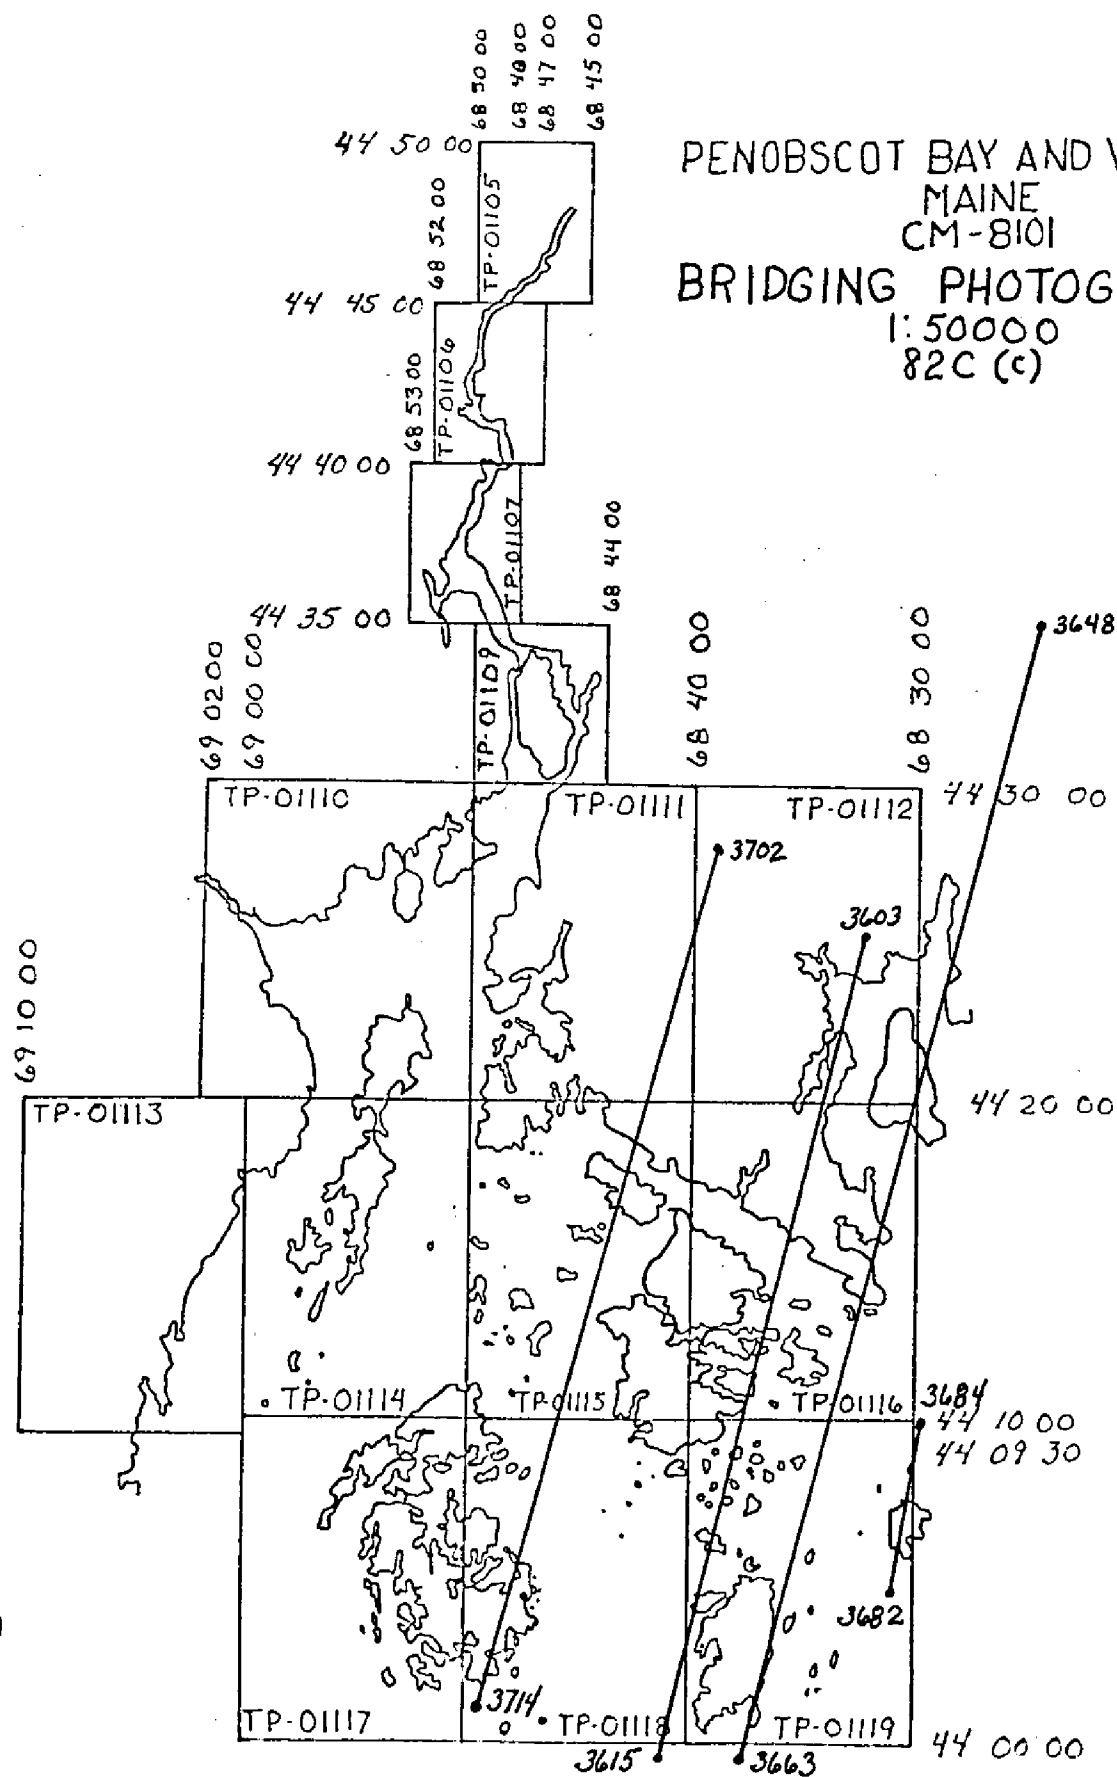 68 50 00
68 48 00
68 47 00
68 45 00
44 50 00
PENOBSCOT BAY AND
MAINE
CM-8101
BRIDGING PHOTOG
1:50000
82C (c)
TP-01105
68 52 00
44 45 00
TP-01106
68 53 00
44 40 00
TP-01107
68 44 00
44 35 00
3648
69 02 00
69 00 00
TP-01109
68 40 00
68 30 00
TP-01110
TP-01111
TP-01112
44 30 00
3702
3603
69 10 00
TP-01113
44 20 00
TP-01114
TP-01115
TP-01116
3684
44 10 00
44 09 30
3682
3714
TP-01117
TP-01118
TP-01119
44 00 00
3615
3663